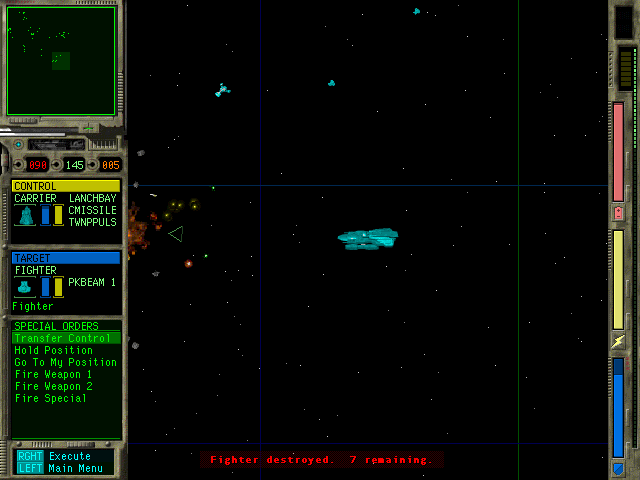 090 145 005
CONTROL
CARRIER LANCHBAY
CMISSILE
TWNPPULS
TARGET
FIGHTER
PKBEAM 1
Fighter
SPECIAL ORDERS
Transfer Control
Hold Position
Go To My Position
Fire Weapon 1
Fire Weapon 2
Fire Special
RGHT Execute
LEFT Main Menu
Fighter destroyed. 7 remaining.